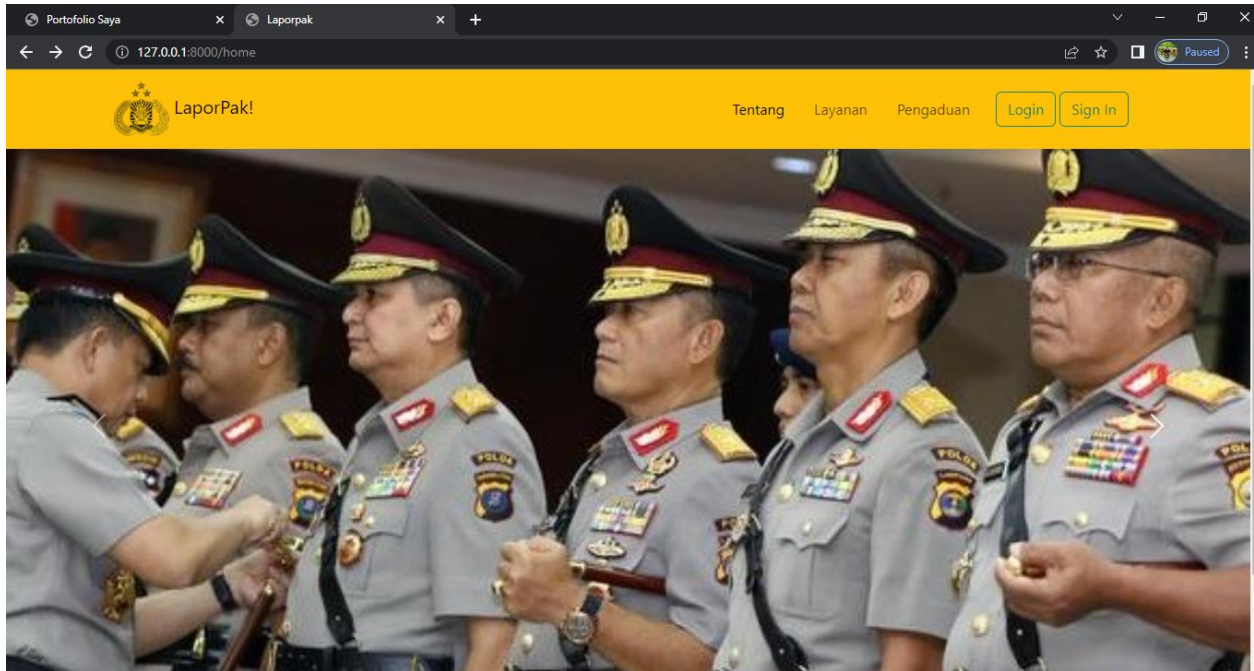 Portofolio Saya
Laporpak
127.0.0.1:8000/home
Paused
LaporPak!
Tentang
Layanan
Pengaduan
Login
Sign In
POLDA
POLDA